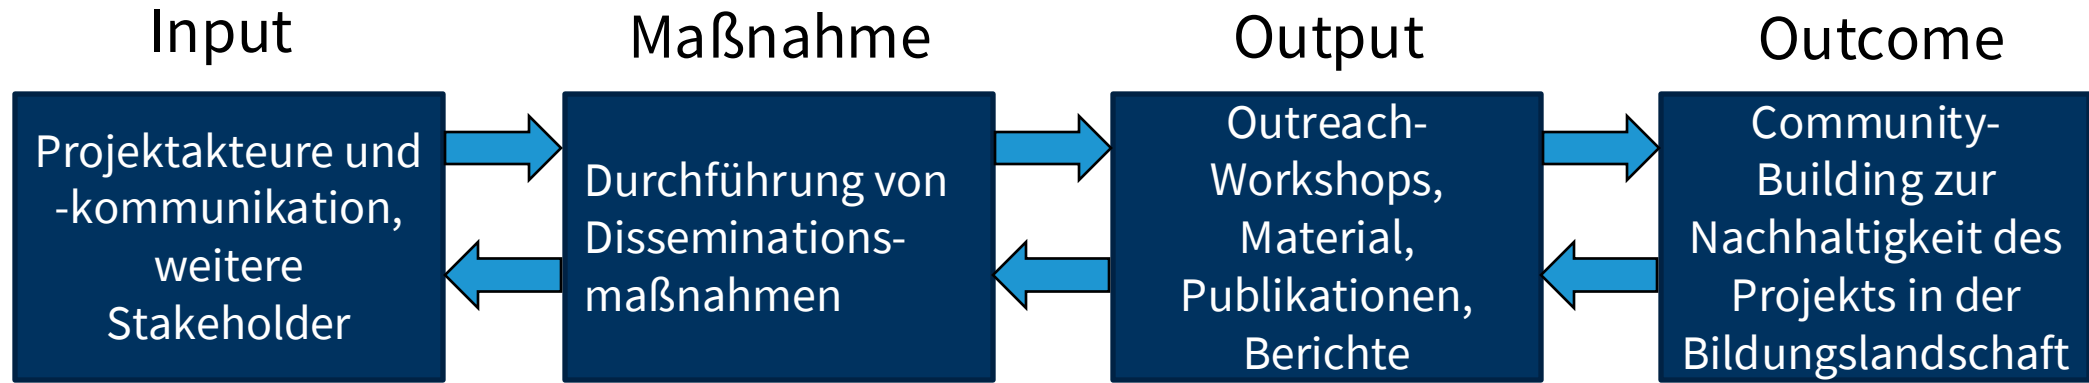 Input
Maßnahme
Output
Outcome
Projektakteure und
-kommunikation,
weitere
Stakeholder
Durchführung von
Disseminations-
maßnahmen
Outreach-
Workshops,
Material,
Publikationen,
Berichte
Community-
Building zur
Nachhaltigkeit des
Projekts in der
Bildungslandschaft